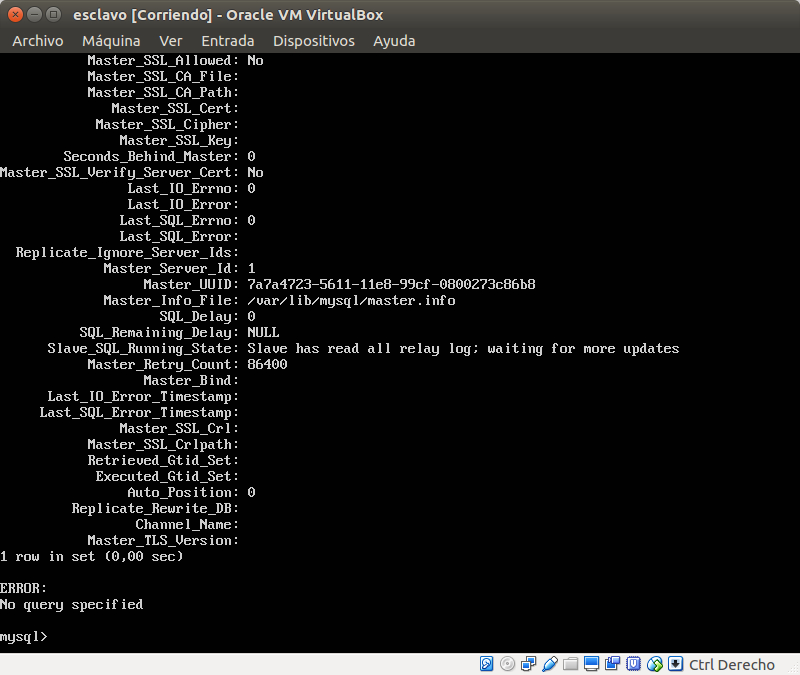 esclavo [Corriendo] - Oracle VM VirtualBox
Archivo Máquina Ver Entrada Dispositivos Ayuda
Master_SSL_Allowed: No
Master_SSL_CA_File:
Master_SSL_CA_Path:
Master_SSL_Cert:
Master_SSL_Cipher:
Master_SSL_Key:
Seconds_Behind_Master: 0
Master_SSL_Verify_Server_Cert: No
Last_IO_Errno: 0
Last_IO_Error:
Last_SQL_Errno: 0
Last_SQL_Error:
Replicate_Ignore_Server_Ids:
Master_Server_Id: 1
Master_UUID: 7a7a4723-5611-11e8-99cf-0800273c86b8
Master_Info_File: /var/lib/mysql/master.info
SQL_Delay: 0
SQL_Remaining_Delay: NULL
Slave_SQL_Running_State: Slave has read all relay log; waiting for more updates
Master_Retry_Count: 86400
Master_Bind:
Last_IO_Error_Timestamp:
Last_SQL_Error_Timestamp:
Master_SSL_Crl:
Master_SSL_Crlpath:
Retrieved_Gtid_Set:
Executed_Gtid_Set:
Auto_Position: 0
Replicate_Rewrite_DB:
Channel_Name:
Master_TLS_Version:
1 row in set (0,00 sec)
ERROR:
No query specified
mysql>
Ctrl Derecho